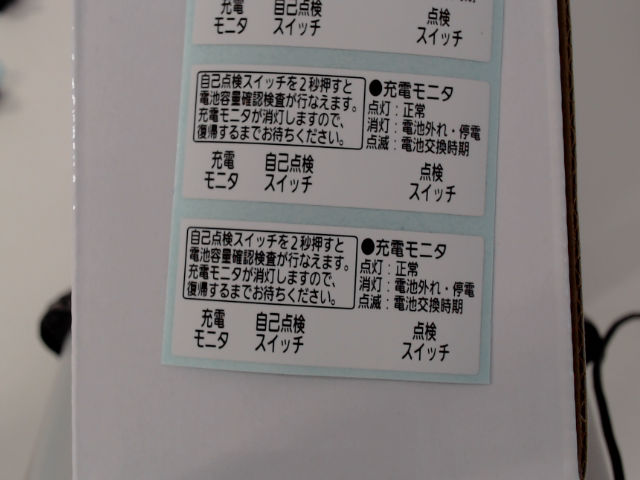 充電 自己点検 点検
モニタ スイッチ スイッチ
自己点検スイッチを2秒押すと
電池容量確認検査が行なえます。
充電モニタが消灯しますので、
復帰するまでお待ちください。
●充電モニタ
点灯：正常
消灯：電池外れ・停電
点滅：電池交換時期
充電 自己点検 点検
モニタ スイッチ スイッチ
自己点検スイッチを2秒押すと
電池容量確認検査が行なえます。
充電モニタが消灯しますので、
復帰するまでお待ちください。
●充電モニタ
点灯：正常
消灯：電池外れ・停電
点滅：電池交換時期
充電 自己点検 点検
モニタ スイッチ スイッチ